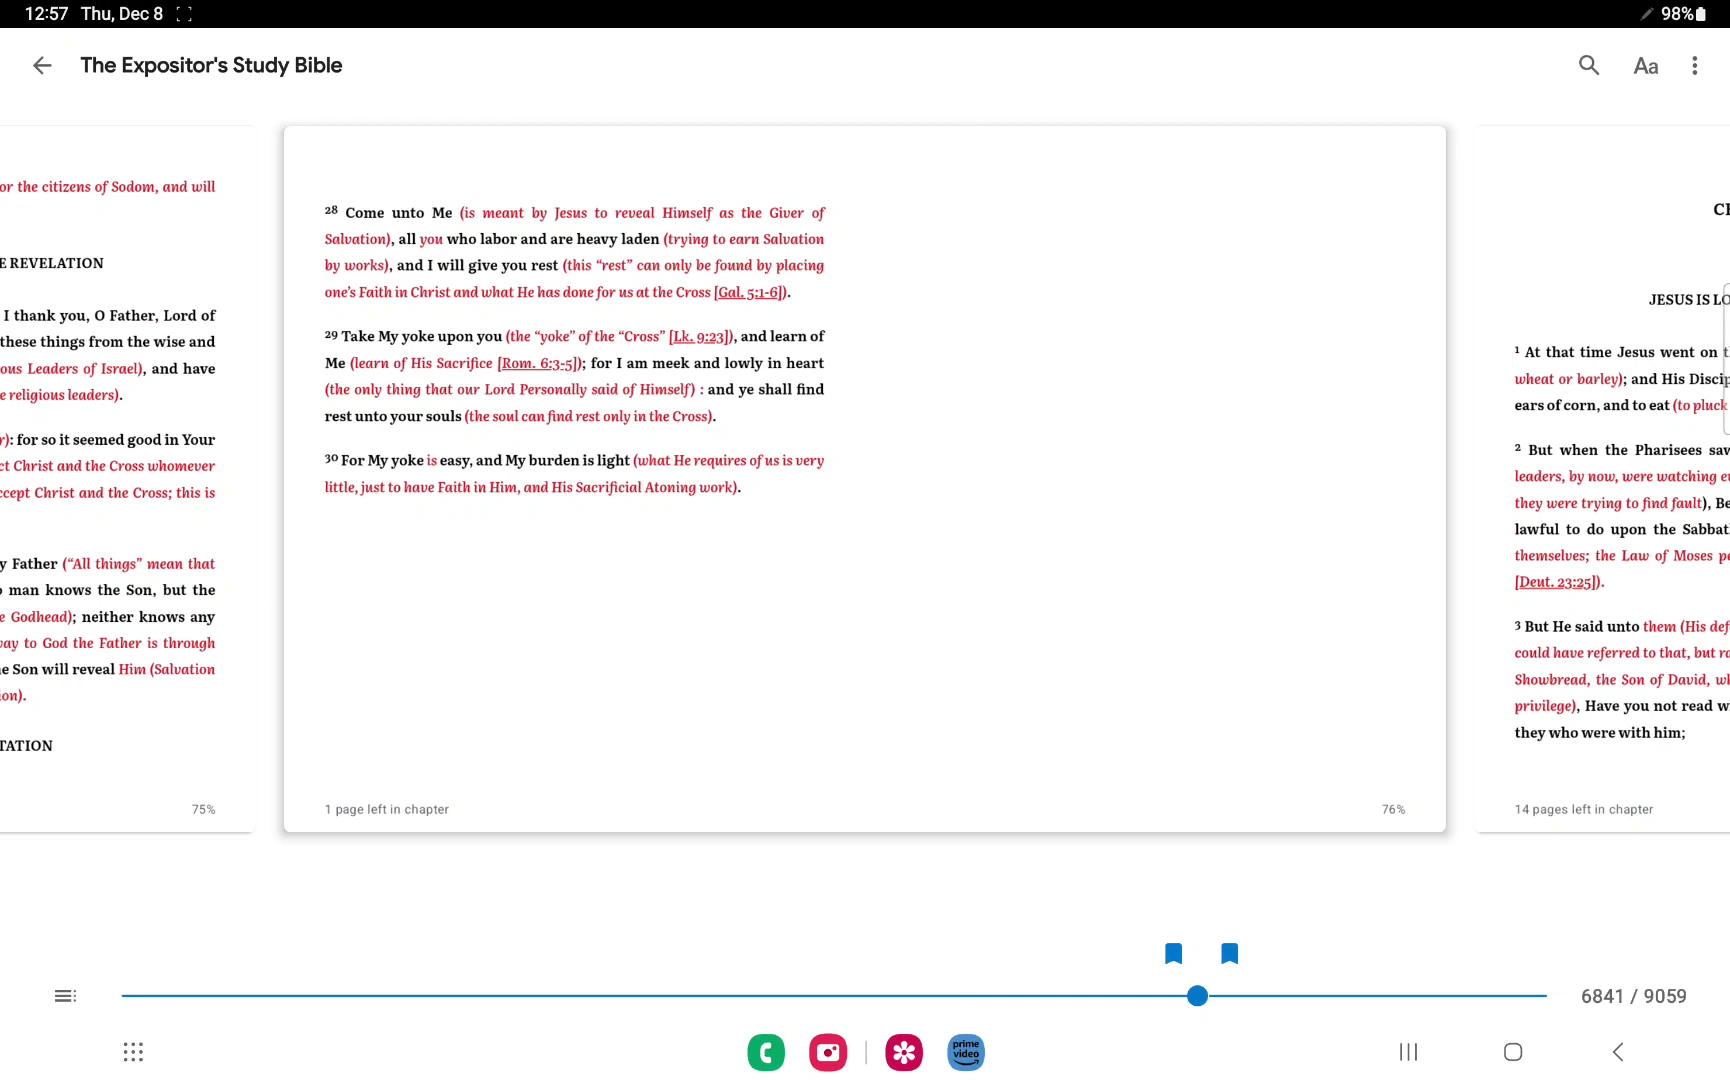 12:57 Thu, Dec 8
98%
The Expositor's Study Bible
Aa
or the citizens of Sodom, and will
E REVELATION
I thank you, O Father, Lord of
these things from the wise and
ous Leaders of Israel), and have
e religious leaders).
r): for so it seemed good in Your
ct Christ and the Cross whomever
ccept Christ and the Cross; this is
y Father (“All things” mean that
o man knows the Son, but the
e Godhead); neither knows any
way to God the Father is through
he Son will reveal Him (Salvation
ion).
TATION
75%
28 Come unto Me (is meant by Jesus to reveal Himself as the Giver of
Salvation), all you who labor and are heavy laden (trying to earn Salvation
by works), and I will give you rest (this “rest” can only be found by placing
one’s Faith in Christ and what He has done for us at the Cross [Gal. 5:1-6]).
29 Take My yoke upon you (the “yoke” of the “Cross” [Lk. 9:23]), and learn of
Me (learn of His Sacrifice [Rom. 6:3-5]); for I am meek and lowly in heart
(the only thing that our Lord Personally said of Himself) : and ye shall find
rest unto your souls (the soul can find rest only in the Cross).
30 For My yoke is easy, and My burden is light (what He requires of us is very
little, just to have Faith in Him, and His Sacrificial Atoning work).
1 page left in chapter
76%
CH
JESUS IS LO
1 At that time Jesus went on t
wheat or barley); and His Discip
ears of corn, and to eat (to pluck
2 But when the Pharisees saw
leaders, by now, were watching e
they were trying to find fault), Be
lawful to do upon the Sabbat
themselves; the Law of Moses pe
[Deut. 23:25]).
3 But He said unto them (His def
could have referred to that, but ra
Showbread, the Son of David, wh
privilege), Have you not read w
they who were with him;
14 pages left in chapter
6841 / 9059
prime
video